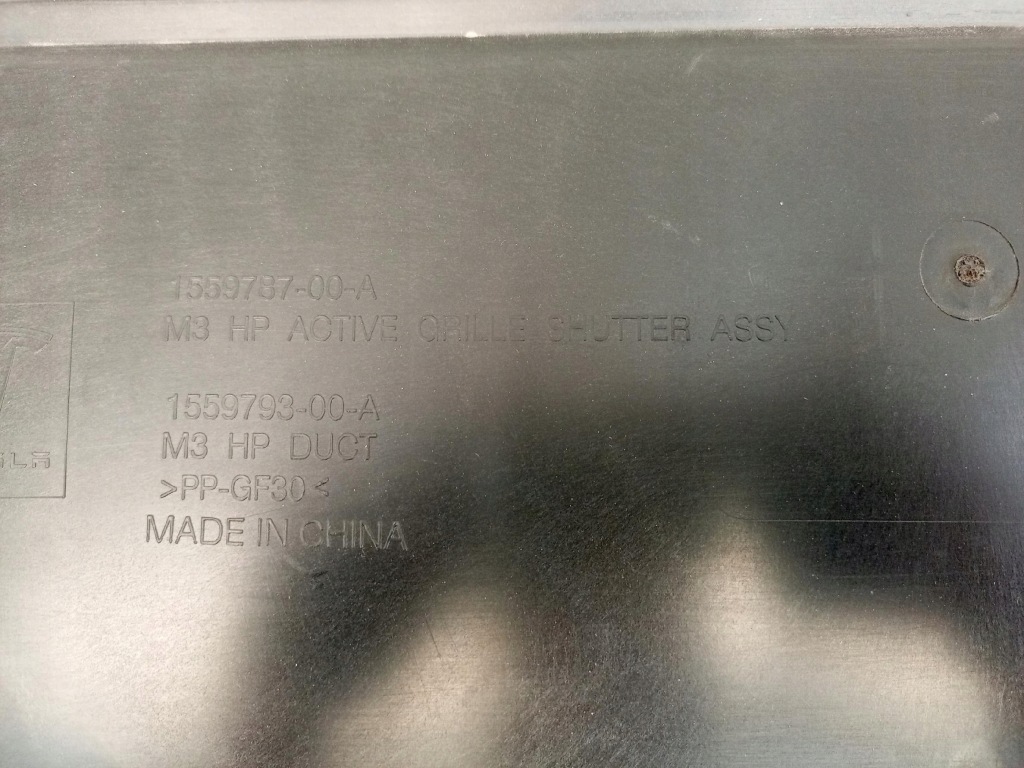 1559787-00-A
M3 HP ACTIVE GRILLE SHUTTER ASSY
1559793-00-A
M3 HP DUCT
>PP-GF30<
MADE IN CHINA